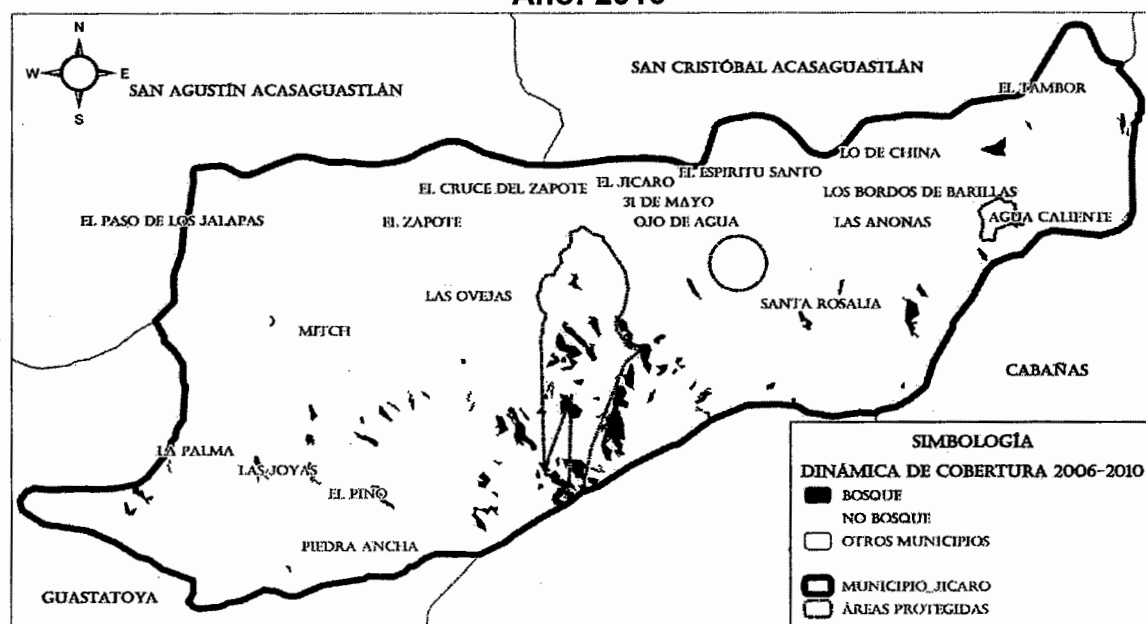 Año: 2010
N
W E
S
SAN AGUSTÍN ACASAGUASTLÁN
SAN CRISTÓBAL ACASAGUASTLÁN
EL TAMBOR
LO DE CHINA
EL ESPIRITU SANTO
EL JICARO
EL CRUCE DEL ZAPOTE
31 DE MAYO
LOS BORDOS DE BARILLAS
EL PASO DE LOS JALAPAS
EL ZAPOTE
OJO DE AGUA
LAS ANONAS
AGUA CALIENTE
LAS OVEJAS
SANTA ROSALIA
MITCH
CABAÑAS
LA PALMA
LAS JOYAS
EL PINO
PIEDRA ANCHA
GUASTATOYA
SIMBOLOGÍA
DINÁMICA DE COBERTURA 2006-2010
BOSQUE
NO BOSQUE
OTROS MUNICIPIOS
MUNICIPIO_JICARO
ÁREAS PROTEGIDAS